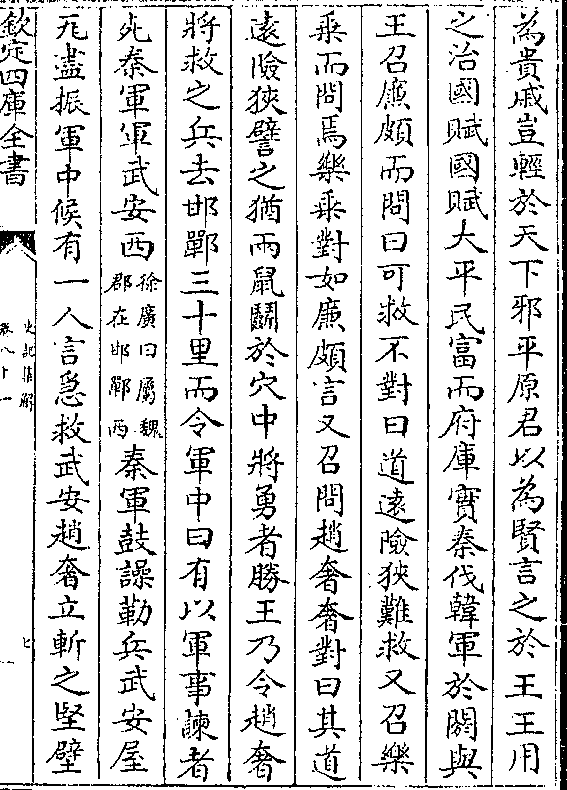 為貴戚豈輕於天下邪平原君以為賢言之於王王用
之治國賦國賦大平民富而府庫實秦伐韓軍於閼與
王召廉頗而問曰可救不對曰道遠險狹難救又召樂
乘而問焉樂乘對如廉頗言又召問趙奢奢對曰其道
遠險狹譬之猶兩鼠鬭於穴中將勇者勝王乃令趙奢
將救之兵去邯鄲三十里而令軍中曰有以軍事諫者
死秦軍軍武安西徐廣曰屬魏郡在邯鄲西秦軍鼓譟勒兵武安屋
瓦盡振軍中候有一人言急救武安趙奢立斬之堅壁
欽定四庫全書
史記集解
卷八十一
七